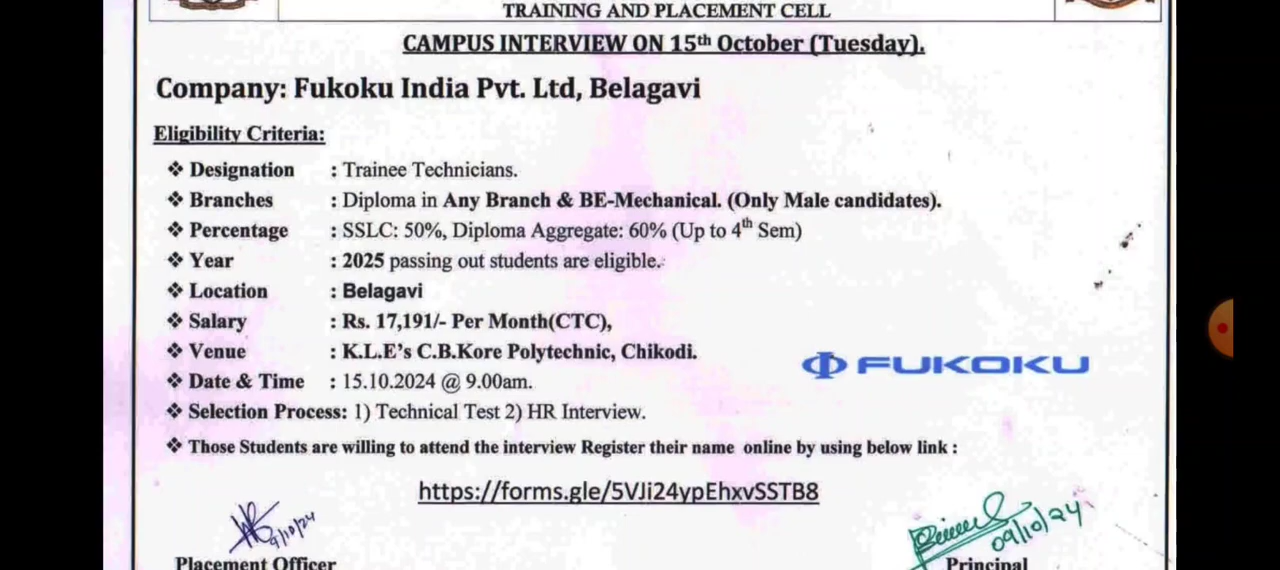 TRAINING AND PLACEMENT CELL
CAMPUS INTERVIEW ON 15th October (Tuesday).
Company: Fukoku India Pvt. Ltd, Belagavi
Eligibility Criteria:
❖ Designation : Trainee Technicians.
❖ Branches : Diploma in Any Branch & BE-Mechanical. (Only Male candidates).
❖ Percentage : SSLC: 50%, Diploma Aggregate: 60% (Up to 4th Sem)
❖ Year : 2025 passing out students are eligible.
❖ Location : Belagavi
❖ Salary : Rs. 17,191/- Per Month(CTC),
❖ Venue : K.L.E's C.B.Kore Polytechnic, Chikodi.
FUKOKU
❖ Date & Time : 15.10.2024 @ 9.00am.
❖ Selection Process: 1) Technical Test 2) HR Interview.
❖ Those Students are willing to attend the interview Register their name online by using below link :
https://forms.gle/5VJi24ypEhxvSSTB8
9/10/24
09/10/24
Placement Officer Principal